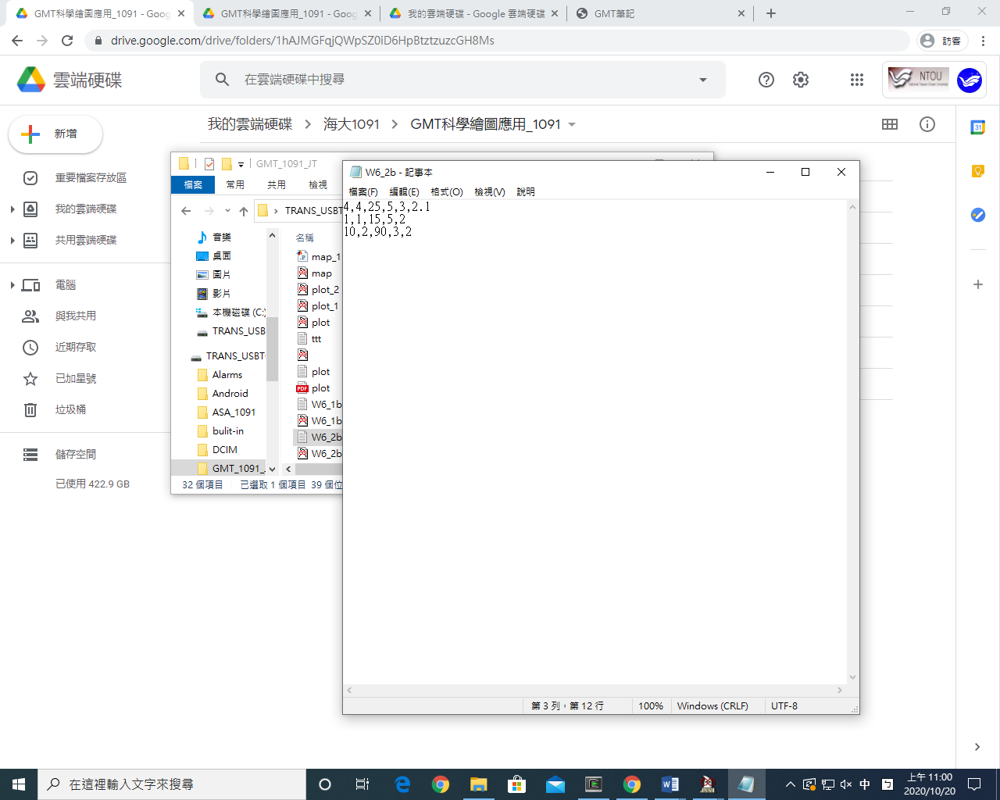 GMT科學繪圖應用_1091 - Goog
GMT科學繪圖應用_1091 - Goog
我的雲端硬碟 - Google 雲端硬碟
GMT筆記
drive.google.com/drive/folders/1hAJMGFqjQWpSZ0iD6HpBtztzuzcGH8Ms
訪客
雲端硬碟
在雲端硬碟中搜尋
NTOU
新增
我的雲端硬碟
海大1091
GMT科學繪圖應用_1091
31
重要檔案存放區
我的雲端硬碟
共用雲端硬碟
電腦
與我共用
近期存取
已加星號
垃圾桶
儲存空間
已使用 422.9 GB
GMT_1091_JT
檔案
常用
共用
檢視
TRANS_USBT
音樂
桌面
圖片
影片
本機磁碟 (C:)
TRANS_USB
TRANS_USBT
Alarms
Android
ASA_1091
bulit-in
DCIM
GMT_1091_
名稱
map_1
map
plot_2
plot_1
plot
ttt
plot
plot
PDF
W6_1b
W6_1b
W6_2b
W6_2b
32 個項目
已選取 1 個項目
39 個位
W6_2b - 記事本
檔案(F)
編輯(E)
格式(O)
檢視(V)
說明
4,4,25,5,3,2.1
1,1,15,5,2
10,2,90,3,2
第 3 列，第 12 行
100%
Windows (CRLF)
UTF-8
在這裡輸入文字來搜尋
中
ㄅ
上午 11:00
2020/10/20